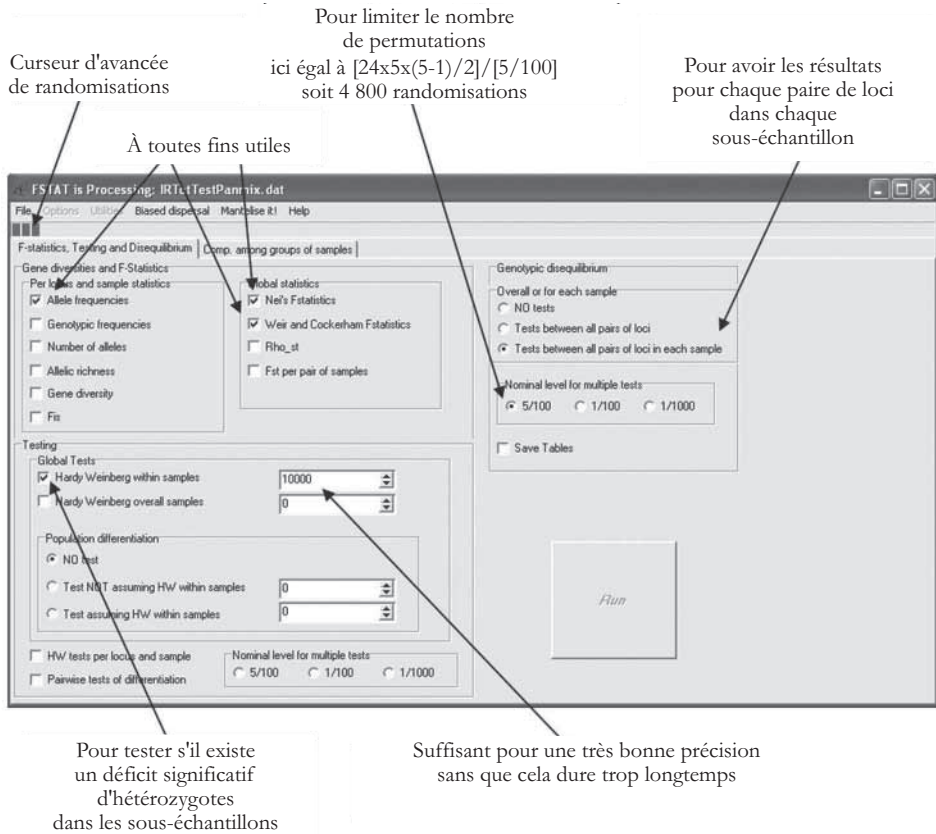 Pour limiter le nombre
de permutations
ici égal à [24x5x(5-1)/2]/[5/100]
soit 4 800 randomisations
Curseur d'avancée
de randomisations
Pour avoir les résultats
pour chaque paire de loci
dans chaque
sous-échantillon
À toutes fins utiles
FSTAT is Processing: IRTctTestPanmix.dat
File Options Utilities Biased dispersal Mantelise it! Help
F-statistics, Testing and Disequilibrium Comp. among groups of samples
Gene diversities and F-Statistics
Per locus and sample statistics
Allele frequencies
Genotypic frequencies
Number of alleles
Allelic richness
Gene diversity
Fis
Global statistics
Nei's Fstatistics
Weir and Cockerham Fstatistics
Rho_st
Fst per pair of samples
Genotypic disequilibrium
Overall or for each sample
NO tests
Tests between all pairs of loci
Tests between all pairs of loci in each sample
Nominal level for multiple tests
5/100 1/100 1/1000
Save Tables
Testing
Global Tests
Hardy Weinberg within samples 10000
Hardy Weinberg overall samples 0
Population differentiation
NO test
Test NOT assuming HW within samples 0
Test assuming HW within samples 0
HW tests per locus and sample
Pairwise tests of differentiation
Nominal level for multiple tests
5/100 1/100 1/1000
Run
Pour tester s'il existe
un déficit significatif
d'hétérozygotes
dans les sous-échantillons
Suffisant pour une très bonne précision
sans que cela dure trop longtemps